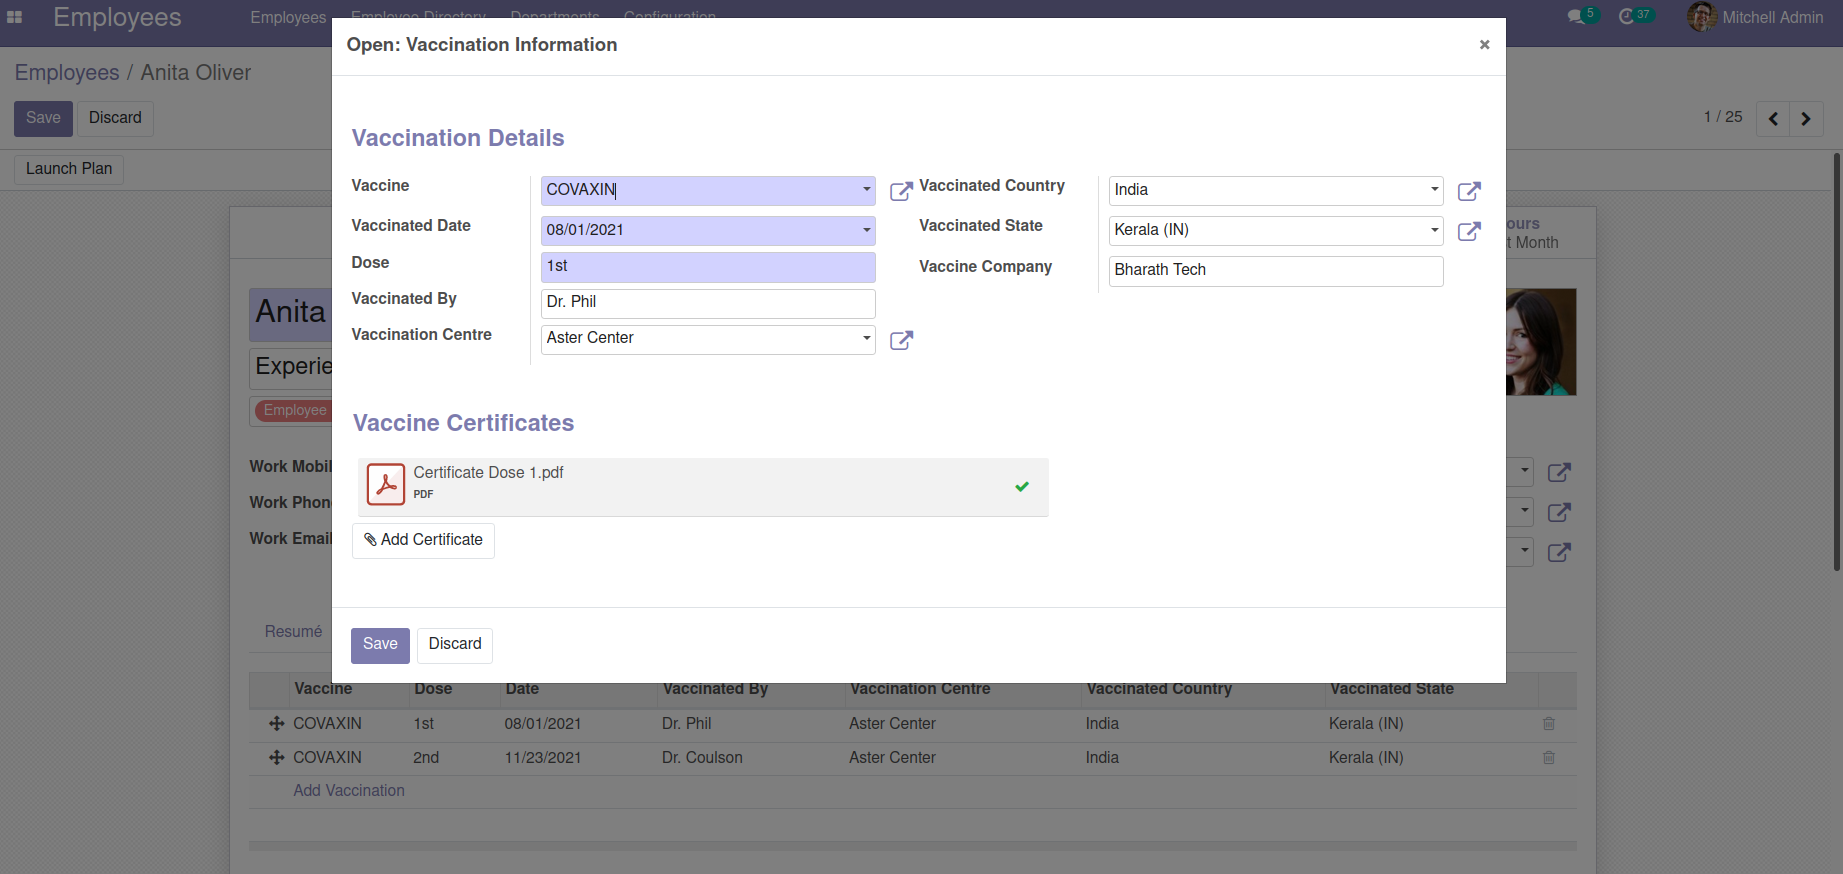 Employees Employees Employee Directory Departments Configuration 5 37 Mitchell Admin
Open: Vaccination Information ×
Employees / Anita Oliver
Save Discard
1 / 25
Launch Plan
Vaccination Details
Vaccine COVAXIN Vaccinated Country India
Vaccinated Date 08/01/2021 Vaccinated State Kerala (IN)
Dose 1st Vaccine Company Bharath Tech
Vaccinated By Dr. Phil
Vaccination Centre Aster Center
ours
t Month
Anita
Experie
Employee
Vaccine Certificates
Work Mobil
Work Phon
Work Email
Certificate Dose 1.pdf
PDF
Add Certificate
Resumé
Save Discard
Vaccine Dose Date Vaccinated By Vaccination Centre Vaccinated Country Vaccinated State
COVAXIN 1st 08/01/2021 Dr. Phil Aster Center India Kerala (IN)
COVAXIN 2nd 11/23/2021 Dr. Coulson Aster Center India Kerala (IN)
Add Vaccination